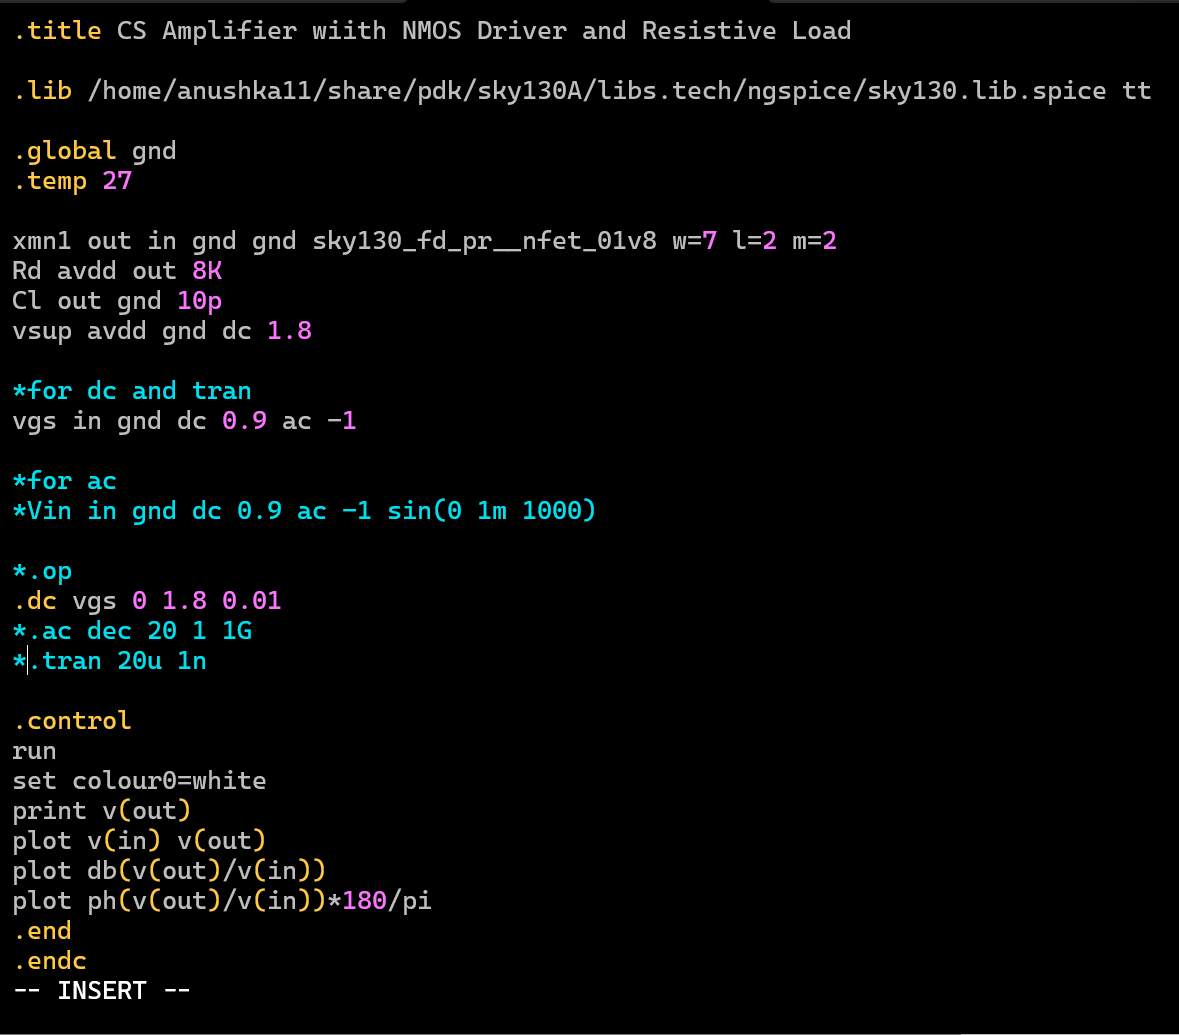 .title CS Amplifier wiith NMOS Driver and Resistive Load
.lib /home/anushka11/share/pdk/sky130A/libs.tech/ngspice/sky130.lib.spice tt
.global gnd
.temp 27
xmn1 out in gnd gnd sky130_fd_pr__nfet_01v8 w=7 l=2 m=2
Rd avdd out 8K
Cl out gnd 10p
vsup avdd gnd dc 1.8
*for dc and tran
vgs in gnd dc 0.9 ac -1
*for ac
*Vin in gnd dc 0.9 ac -1 sin(0 1m 1000)
*.op
.dc vgs 0 1.8 0.01
*.ac dec 20 1 1G
*.tran 20u 1n
.control
run
set colour0=white
print v(out)
plot v(in) v(out)
plot db(v(out)/v(in))
plot ph(v(out)/v(in))*180/pi
.end
.endc
-- INSERT --